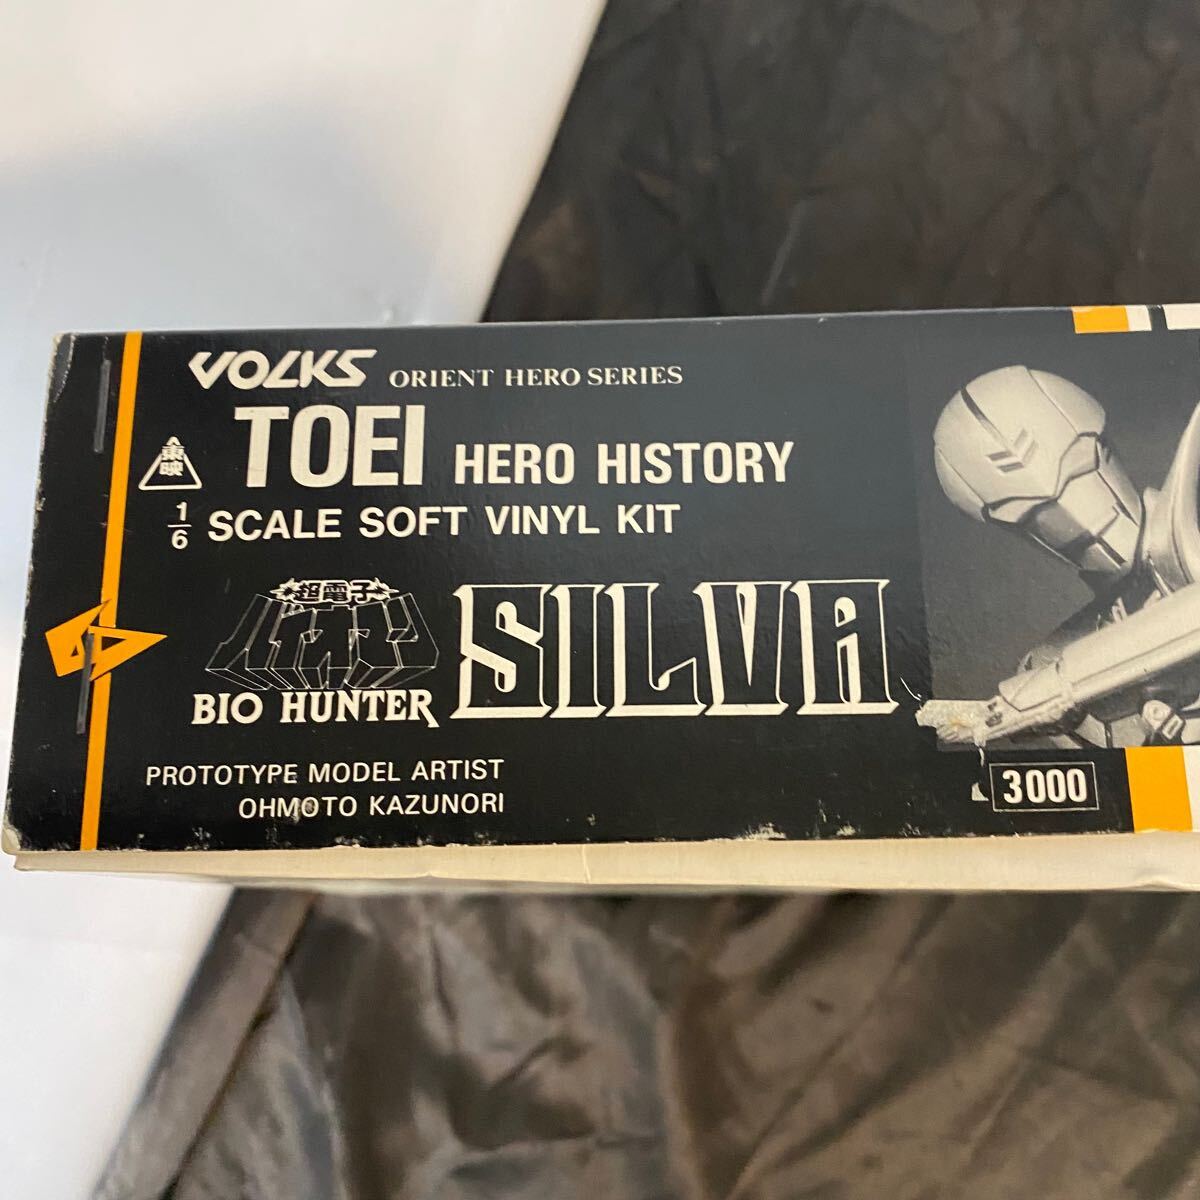 VOLKS ORIENT HERO SERIES
東映 TOEI HERO HISTORY
1/6 SCALE SOFT VINYL KIT
超電子
バイオマン
BIO HUNTER SILVA
PROTOTYPE MODEL ARTIST
OHMOTO KAZUNORI
3000